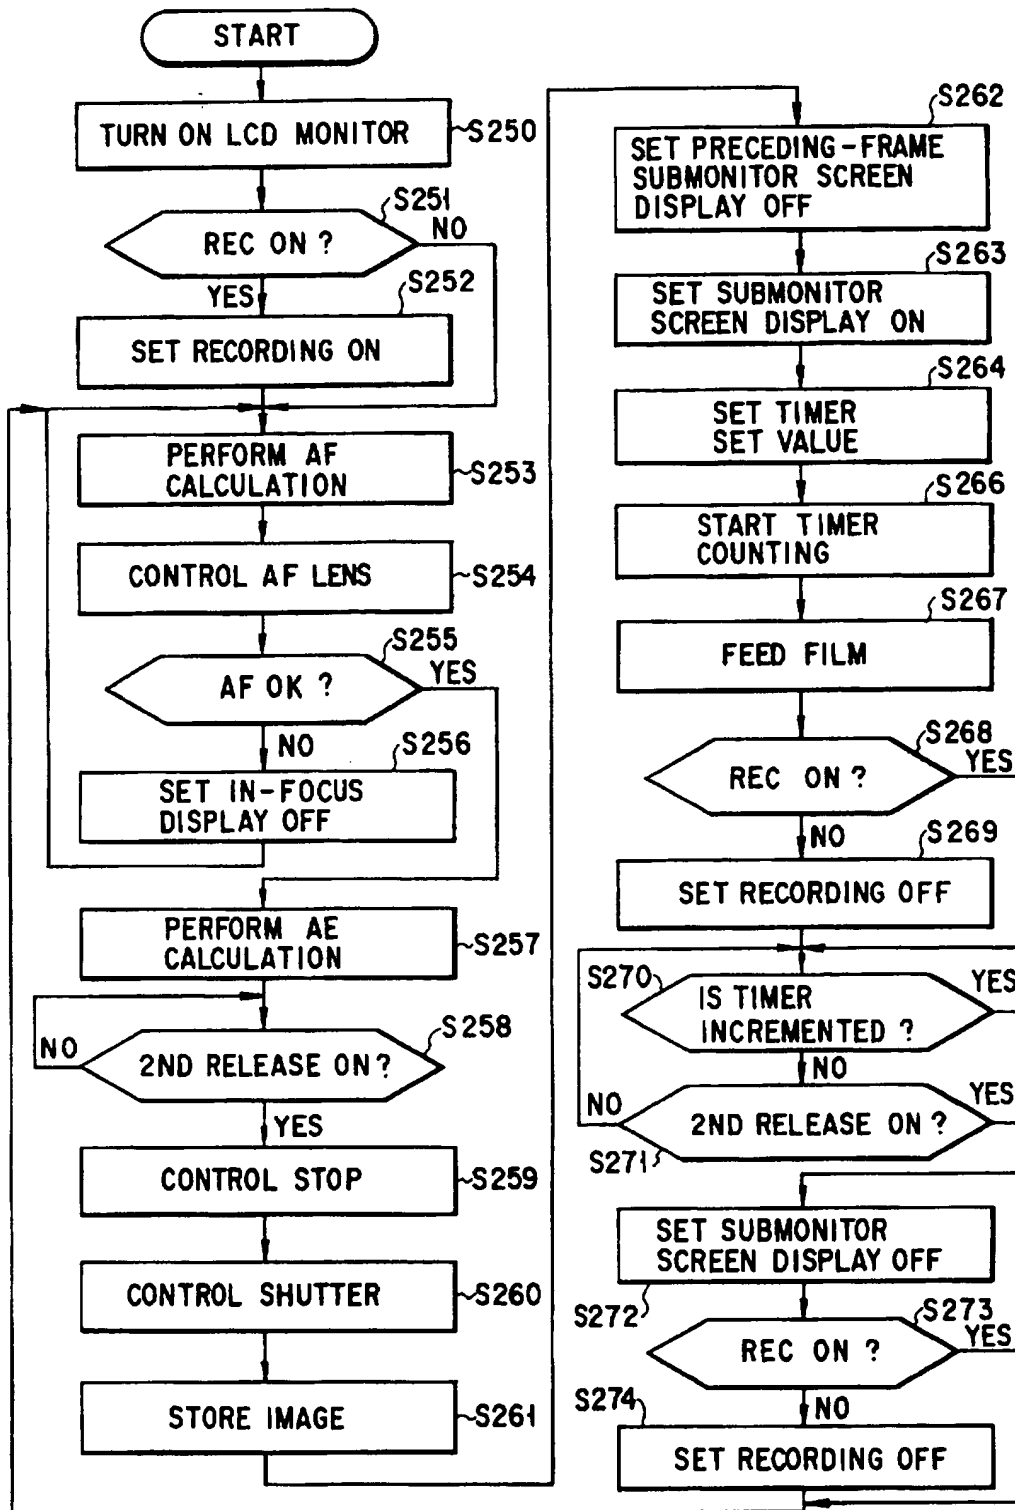 START
TURN ON LCD MONITOR
S250
S251
REC ON ?
NO
YES
S252
SET RECORDING ON
PERFORM AF
CALCULATION
S253
CONTROL AF LENS
S254
S255
AF OK ?
YES
NO
S256
SET IN-FOCUS
DISPLAY OFF
PERFORM AE
CALCULATION
S257
S258
NO
2ND RELEASE ON ?
YES
CONTROL STOP
S259
CONTROL SHUTTER
S260
STORE IMAGE
S261
S262
SET PRECEDING-FRAME
SUBMONITOR SCREEN
DISPLAY OFF
S263
SET SUBMONITOR
SCREEN DISPLAY ON
S264
SET TIMER
SET VALUE
S266
START TIMER
COUNTING
S267
FEED FILM
S268
REC ON ?
YES
NO
S269
SET RECORDING OFF
S270
IS TIMER
INCREMENTED ?
YES
NO
NO
2ND RELEASE ON ?
YES
S271
SET SUBMONITOR
SCREEN DISPLAY OFF
S272
S273
REC ON ?
YES
S274
NO
SET RECORDING OFF